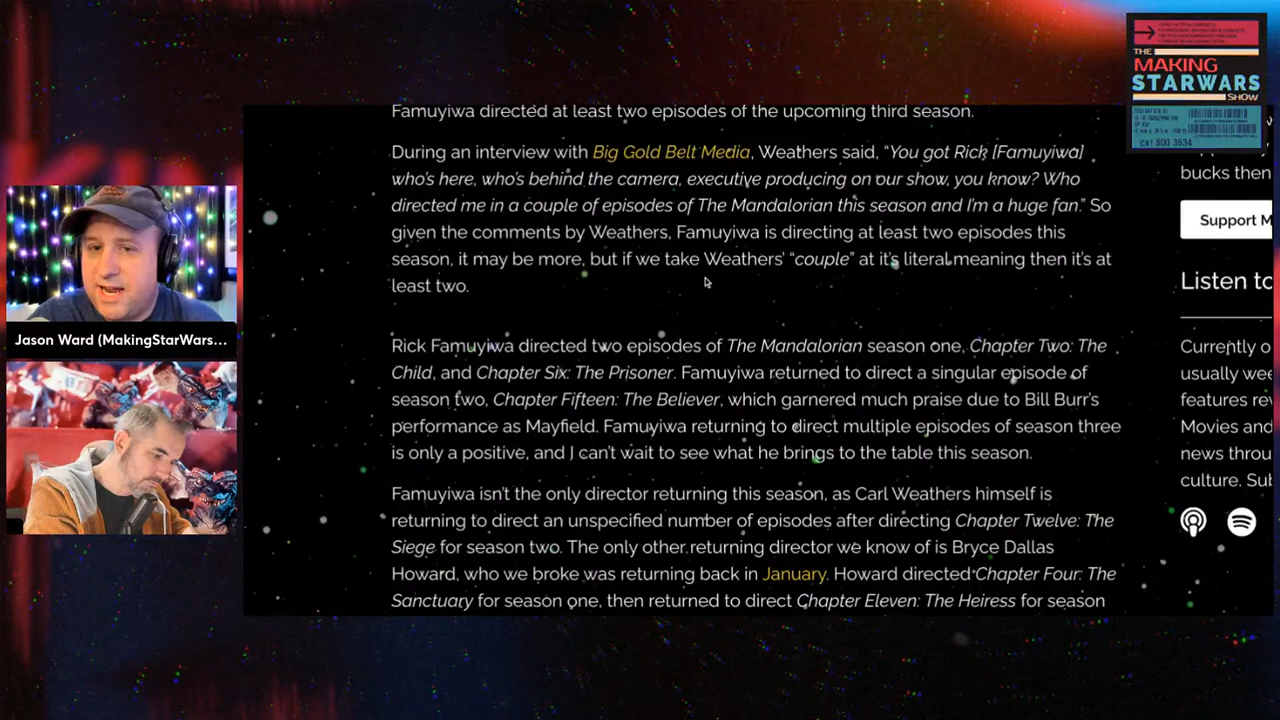 THE
MAKING
STARWARS
SHOW
CAT 800 3634
Famuyiwa directed at least two episodes of the upcoming third season.
During an interview with Big Gold Belt Media, Weathers said, “You got Rick [Famuyiwa]
who's here, who's behind the camera, executive producing on our show, you know? Who
directed me in a couple of episodes of The Mandalorian this season and I'm a huge fan.” So
given the comments by Weathers, Famuyiwa is directing at least two episodes this
season, it may be more, but if we take Weathers' “couple” at it's literal meaning then it's at
least two.
Rick Famuyiwa directed two episodes of The Mandalorian season one, Chapter Two: The
Child, and Chapter Six: The Prisoner. Famuyiwa returned to direct a singular episode of
season two, Chapter Fifteen: The Believer, which garnered much praise due to Bill Burr's
performance as Mayfield. Famuyiwa returning to direct multiple episodes of season three
is only a positive, and I can't wait to see what he brings to the table this season.
Famuyiwa isn't the only director returning this season, as Carl Weathers himself is
returning to direct an unspecified number of episodes after directing Chapter Twelve: The
Siege for season two. The only other returning director we know of is Bryce Dallas
Howard, who we broke was returning back in January. Howard directed Chapter Four: The
Sanctuary for season one, then returned to direct Chapter Eleven: The Heiress for season
bucks then
Support M
Listen to
Currently o
usually wee
features rev
Movies and
news throu
culture. Sub
Jason Ward (MakingStarWars...